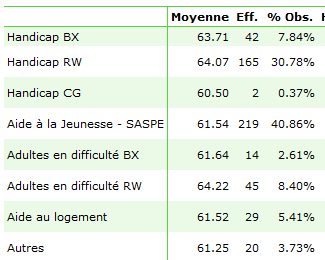 Moyenne Eff. % Obs.
Handicap BX 63.71 42 7.84%
Handicap RW 64.07 165 30.78%
Handicap CG 60.50 2 0.37%
Aide à la Jeunesse - SASPE 61.54 219 40.86%
Adultes en difficulté BX 61.64 14 2.61%
Adultes en difficulté RW 64.22 45 8.40%
Aide au logement 61.52 29 5.41%
Autres 61.25 20 3.73%